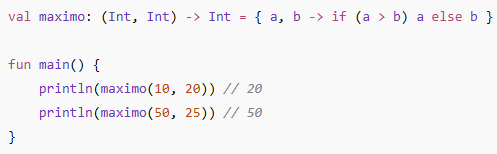 val maximo: (Int, Int) -> Int = { a, b -> if (a > b) a else b }
fun main() {
    println(maximo(10, 20)) // 20
    println(maximo(50, 25)) // 50
}